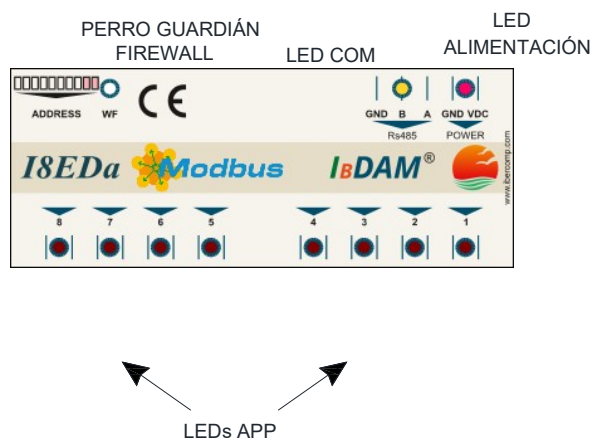 PERRO GUARDIÁN
FIREWALL
LED COM
LED
ALIMENTACIÓN
ADDRESS WF CE GND B A GND VDC
Rs485 POWER
I8EDa Modbus IBDAM®
www.ibercomp.com
8 7 6 5 4 3 2 1
LEDs APP